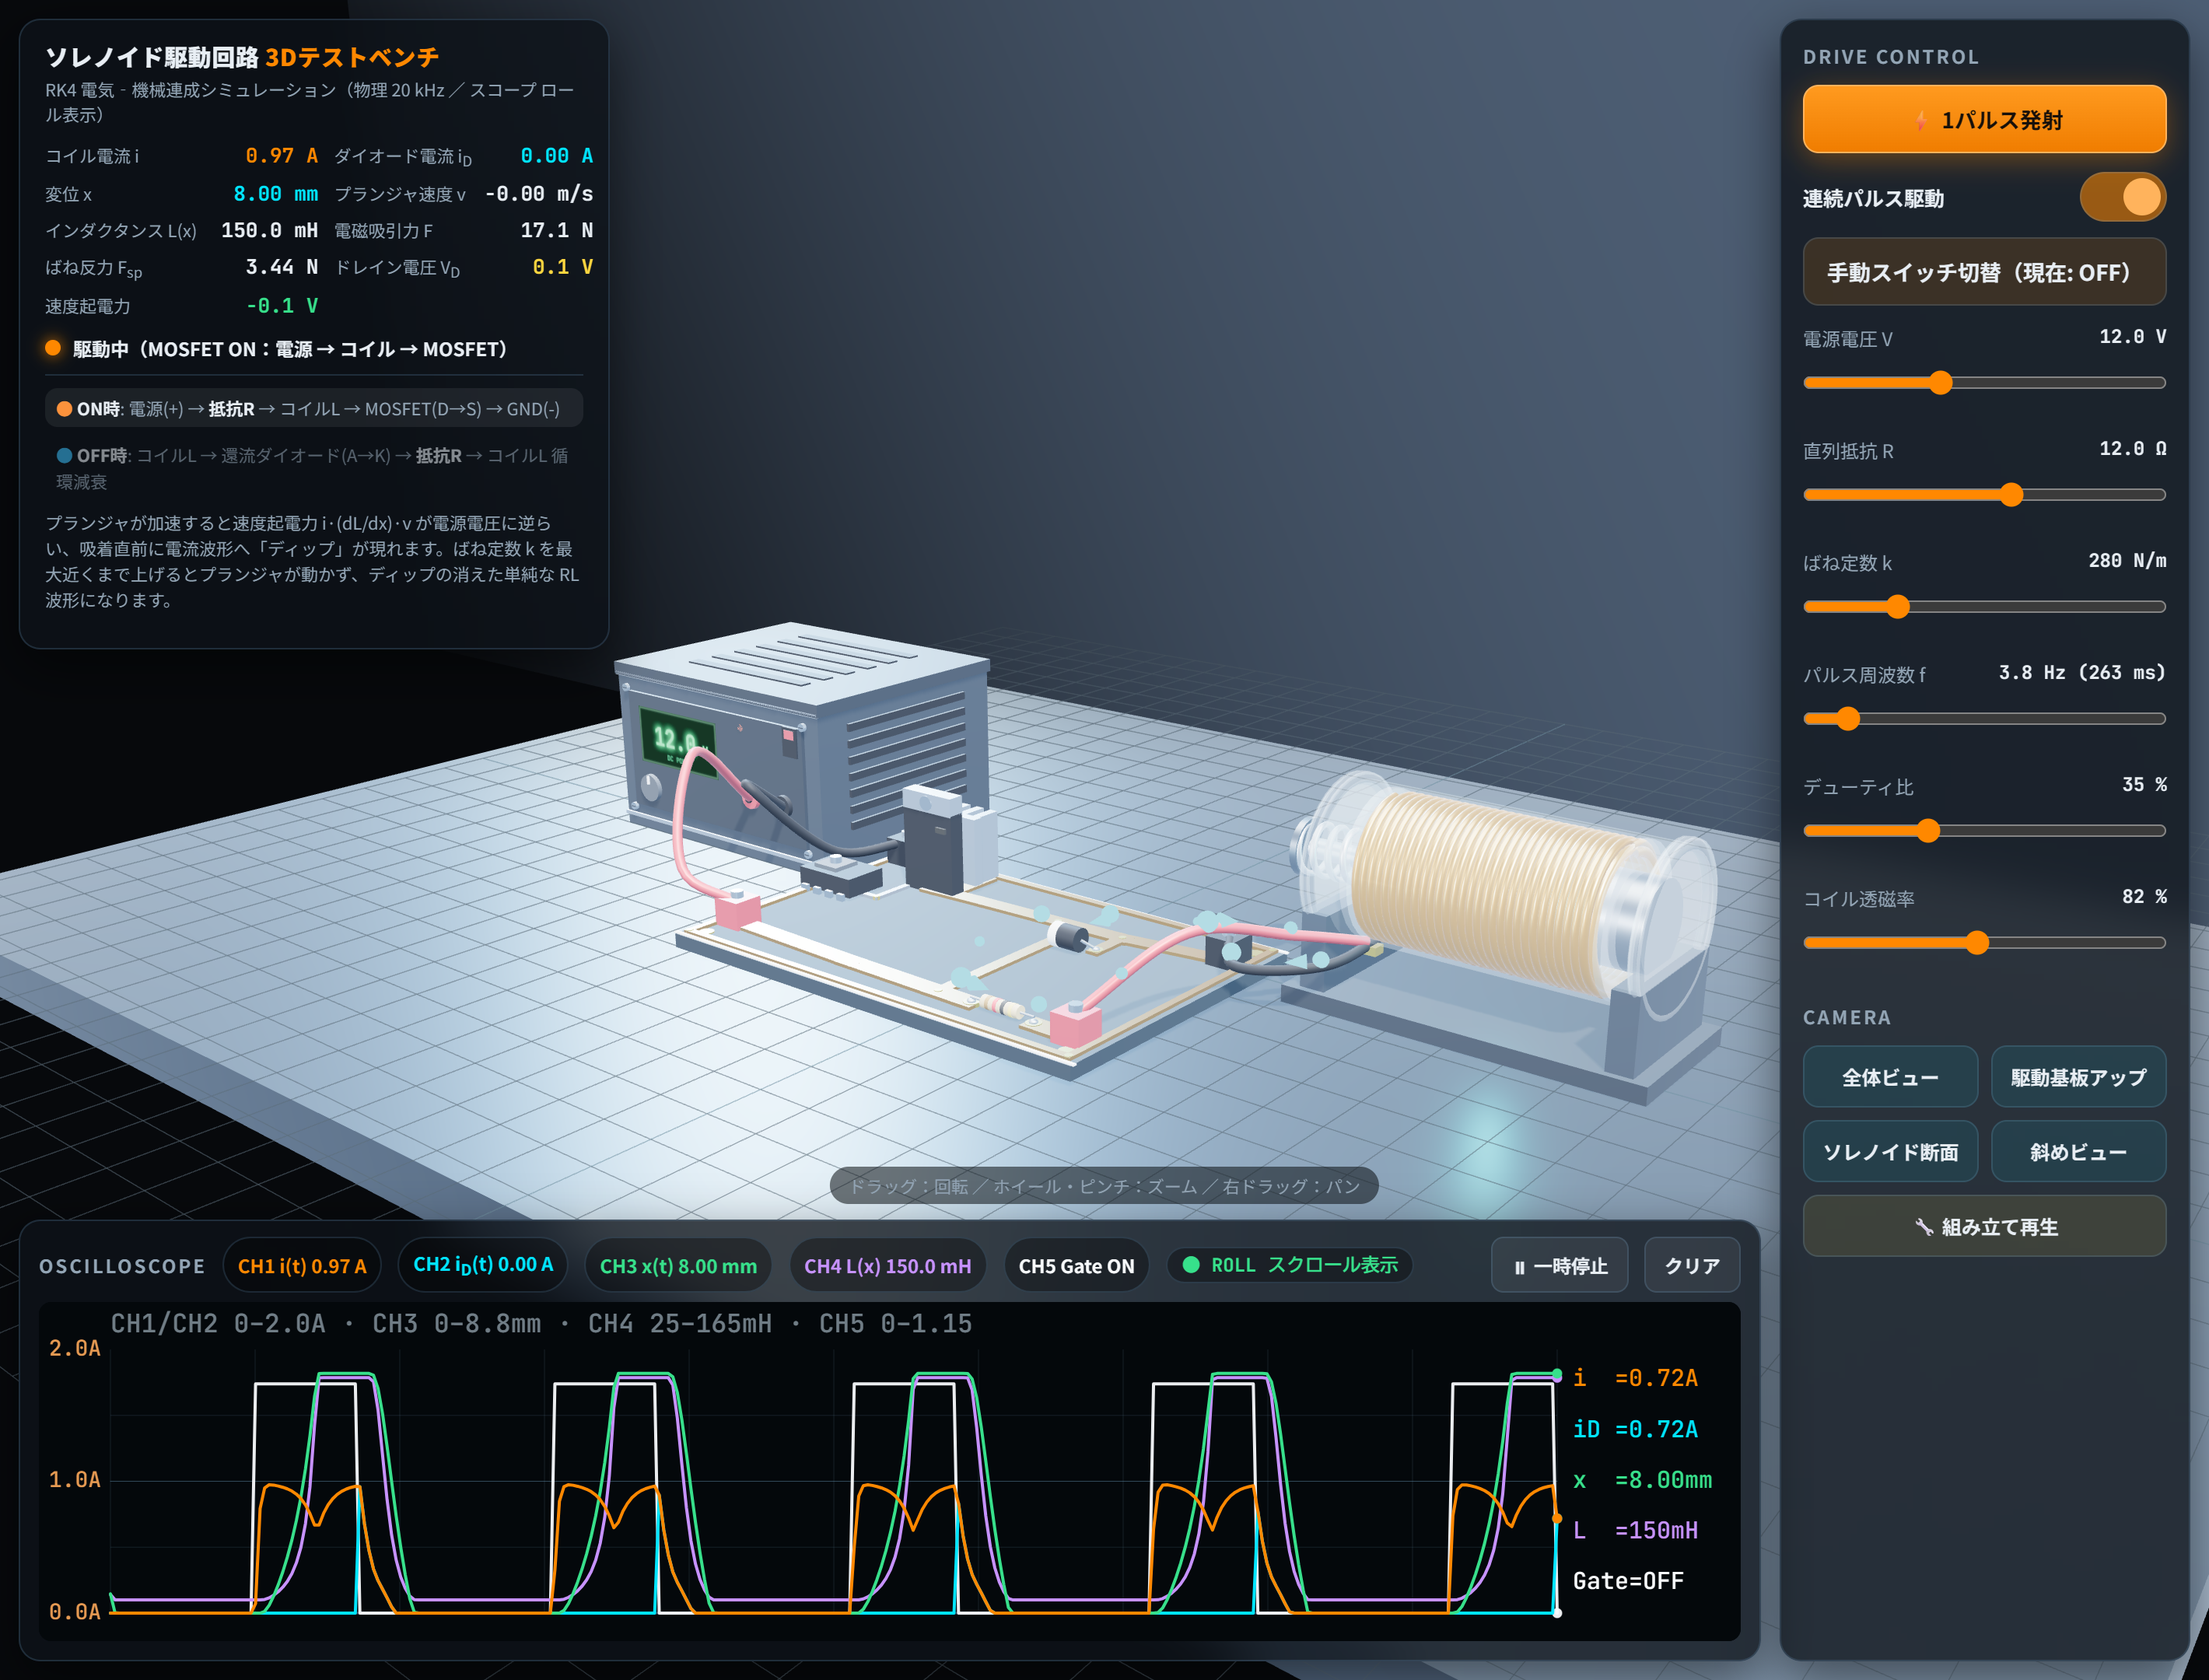 ソレノイド駆動回路 3Dテストベンチ
RK4 電気‐機械連成シミュレーション（物理 20 kHz ／ スコープ ロー
ル表示）
コイル電流 i 0.97 A ダイオード電流 iD 0.00 A
変位 x 8.00 mm プランジャ速度 v -0.00 m/s
インダクタンス L(x) 150.0 mH 電磁吸引力 F 17.1 N
ばね反力 Fsp 3.44 N ドレイン電圧 VD 0.1 V
速度起電力 -0.1 V
駆動中（MOSFET ON：電源 → コイル → MOSFET）
ON時: 電源(+) → 抵抗R → コイルL → MOSFET(D→S) → GND(-)
OFF時: コイルL → 還流ダイオード(A→K) → 抵抗R → コイルL 循
環減衰
プランジャが加速すると速度起電力 i·(dL/dx)·v が電源電圧に逆ら
い、吸着直前に電流波形へ「ディップ」が現れます。ばね定数 k を最
大近くまで上げるとプランジャが動かず、ディップの消えた単純な RL
波形になります。
12.0
ドラッグ：回転 ／ ホイール・ピンチ：ズーム ／ 右ドラッグ：パン
DRIVE CONTROL
1パルス発射
連続パルス駆動
手動スイッチ切替（現在: OFF）
電源電圧 V 12.0 V
直列抵抗 R 12.0 Ω
ばね定数 k 280 N/m
パルス周波数 f 3.8 Hz (263 ms)
デューティ比 35 %
コイル透磁率 82 %
CAMERA
全体ビュー 駆動基板アップ
ソレノイド断面 斜めビュー
組み立て再生
OSCILLOSCOPE CH1 i(t) 0.97 A CH2 iD(t) 0.00 A CH3 x(t) 8.00 mm CH4 L(x) 150.0 mH CH5 Gate ON ROLL スクロール表示 一時停止 クリア
CH1/CH2 0–2.0A · CH3 0–8.8mm · CH4 25–165mH · CH5 0–1.15
2.0A
1.0A
0.0A
i =0.72A
iD =0.72A
x =8.00mm
L =150mH
Gate=OFF